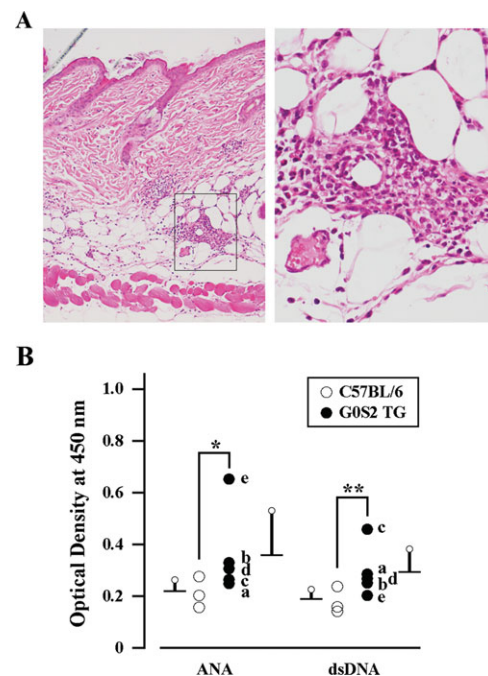 A
B
Optical Density at 450 nm
1.0
0.8
0.6
0.4
0.2
0
C57BL/6
G0S2 TG
*
e
b
d
c
a
**
c
a
d
b
e
ANA
dsDNA